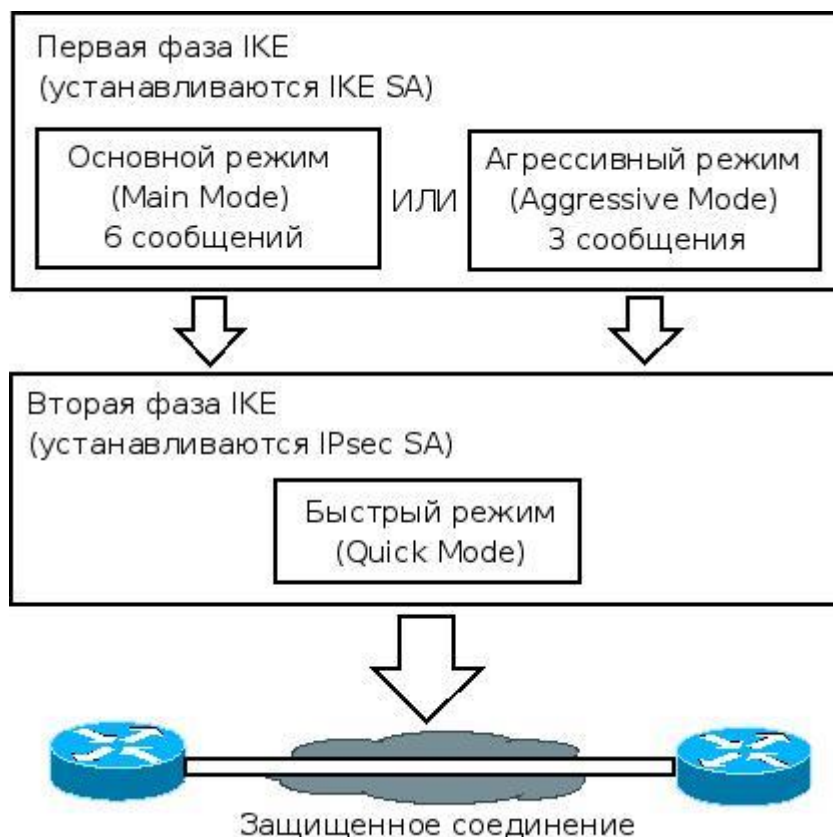 Первая фаза IKE
(устанавливаются IKE SA)
Основной режим
(Main Mode)
6 сообщений
ИЛИ
Агрессивный режим
(Aggressive Mode)
3 сообщения
Вторая фаза IKE
(устанавливаются IPsec SA)
Быстрый режим
(Quick Mode)
Защищенное соединение